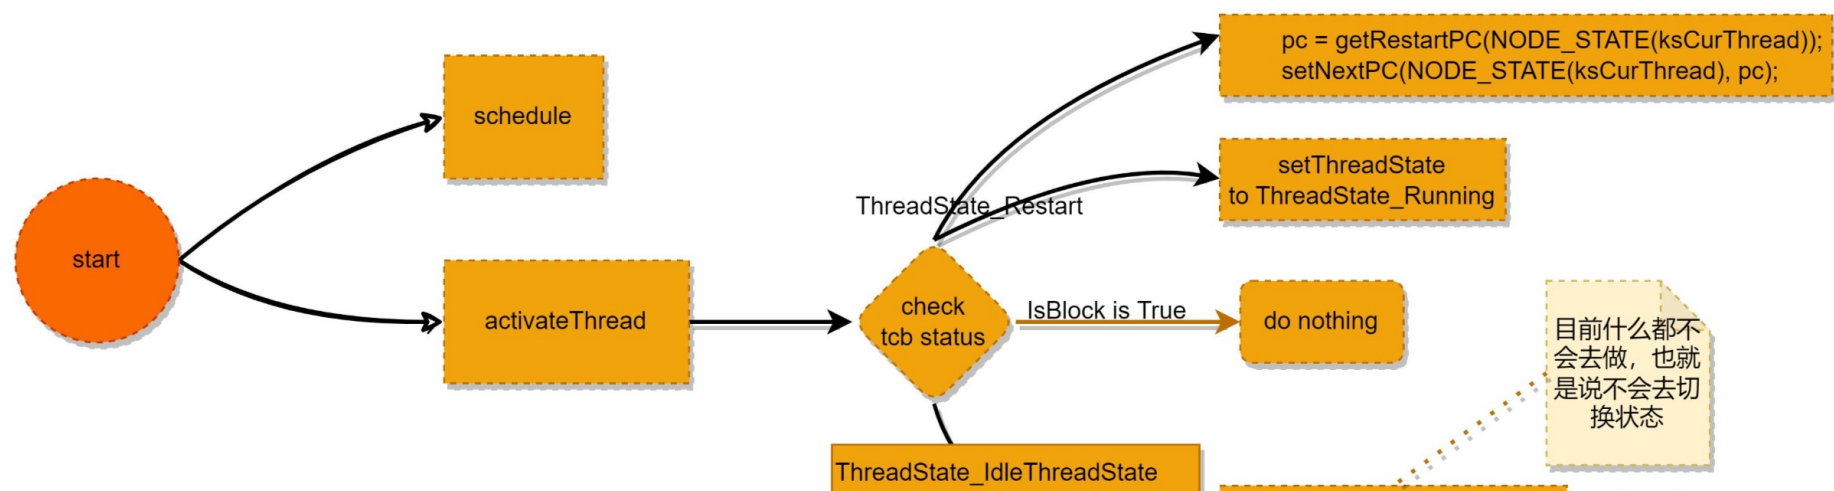 pc = getRestartPC(NODE_STATE(ksCurThread));
setNextPC(NODE_STATE(ksCurThread), pc);
schedule
setThreadState
to ThreadState_Running
ThreadState_Restart
start
activateThread
check
tcb status
IsBlock is True
do nothing
目前什么都不
会去做，也就
是说不会去切
换状态
ThreadState_IdleThreadState